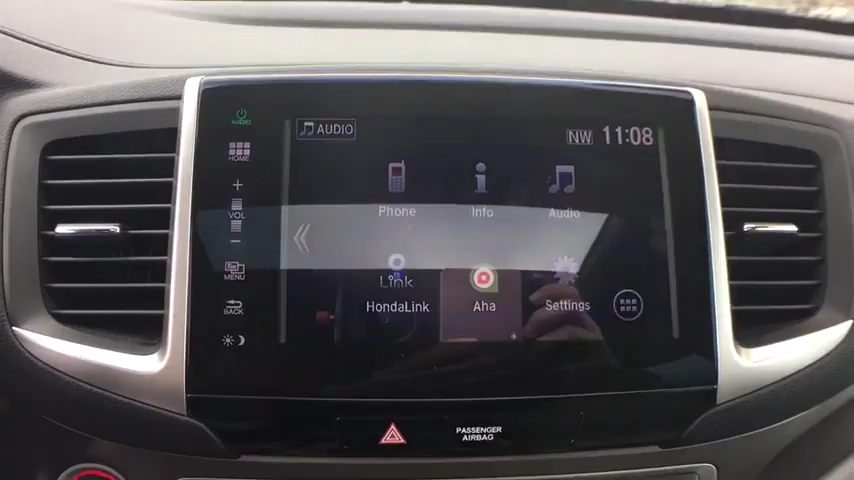 AUDIO
HOME
+
VOL
−
MENU
BACK
AUDIO
NW 11:08
Phone
Info
Audio
Link
HondaLink
Aha
Settings
PASSENGER
AIRBAG